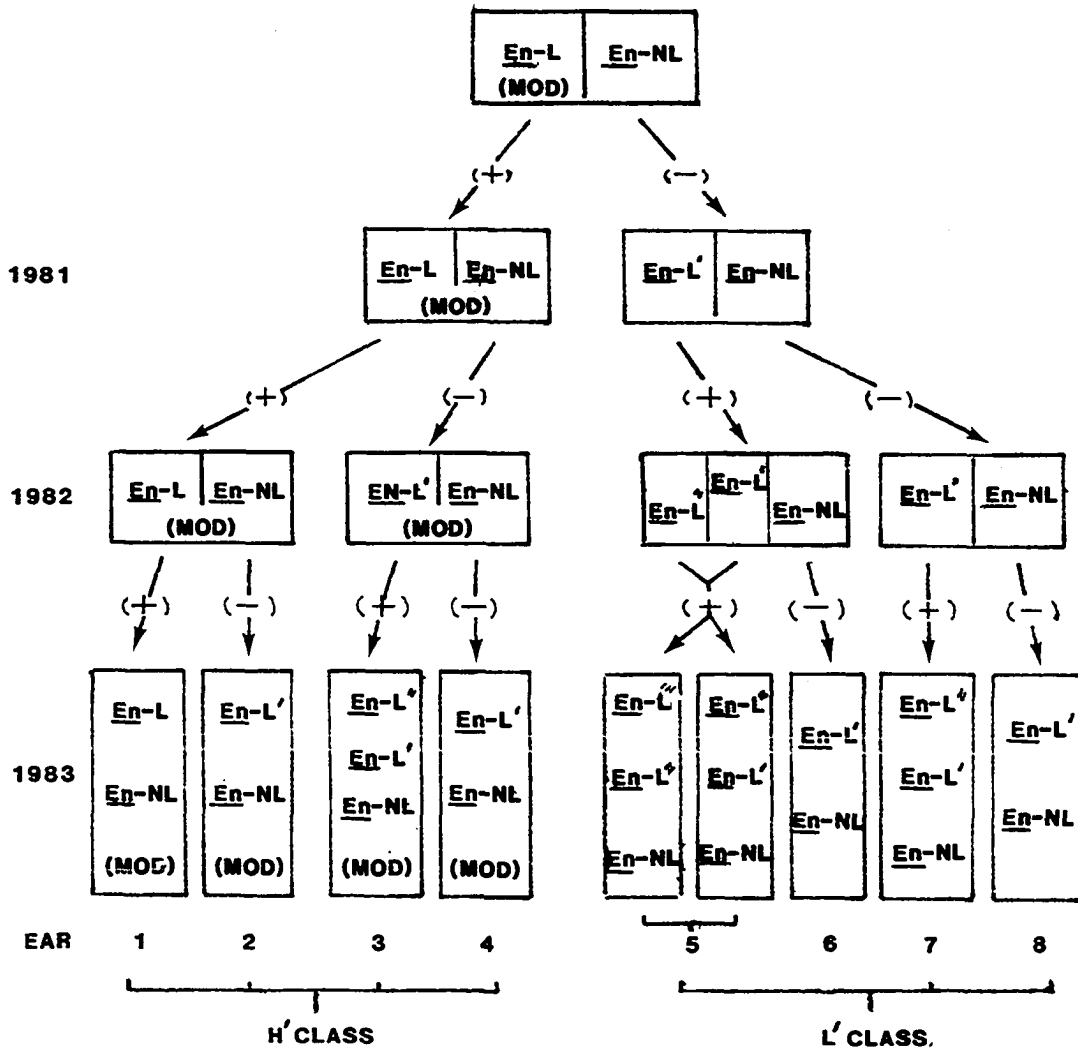 En-L En-NL
(MOD)
(+) (−)
1981
En-L En-NL En-L' En-NL
(MOD)
(+) (−) (+) (−)
1982
En-L En-NL EN-L' En-NL En-L" En-L" En-NL En-L' En-NL
(MOD) (MOD)
(+) (−) (+) (−) (+) (−) (+) (−)
1983
En-L En-L' En-L" En-L' En-L"' En-L" En-L' En-L" En-L'
En-NL En-NL En-L' En-NL En-L" En-L' En-NL En-L' En-NL
En-NL En-NL En-NL En-NL
(MOD) (MOD) (MOD) (MOD)
EAR 1 2 3 4 5 6 7 8
H' CLASS L' CLASS.